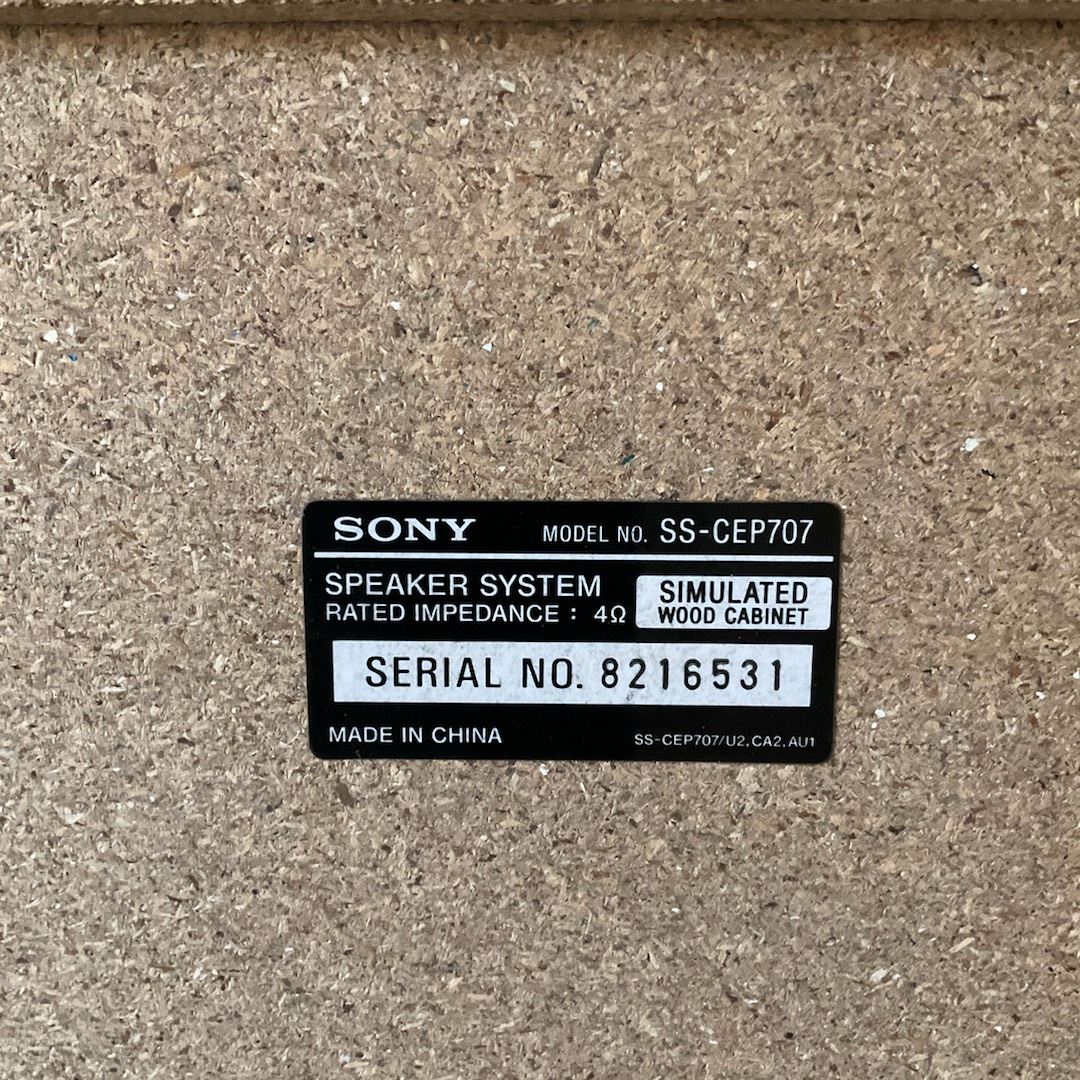 SONY MODEL NO. SS-CEP707
SPEAKER SYSTEM
RATED IMPEDANCE : 4Ω
SIMULATED
WOOD CABINET
SERIAL NO. 8216531
MADE IN CHINA
SS-CEP707/U2,CA2,AU1